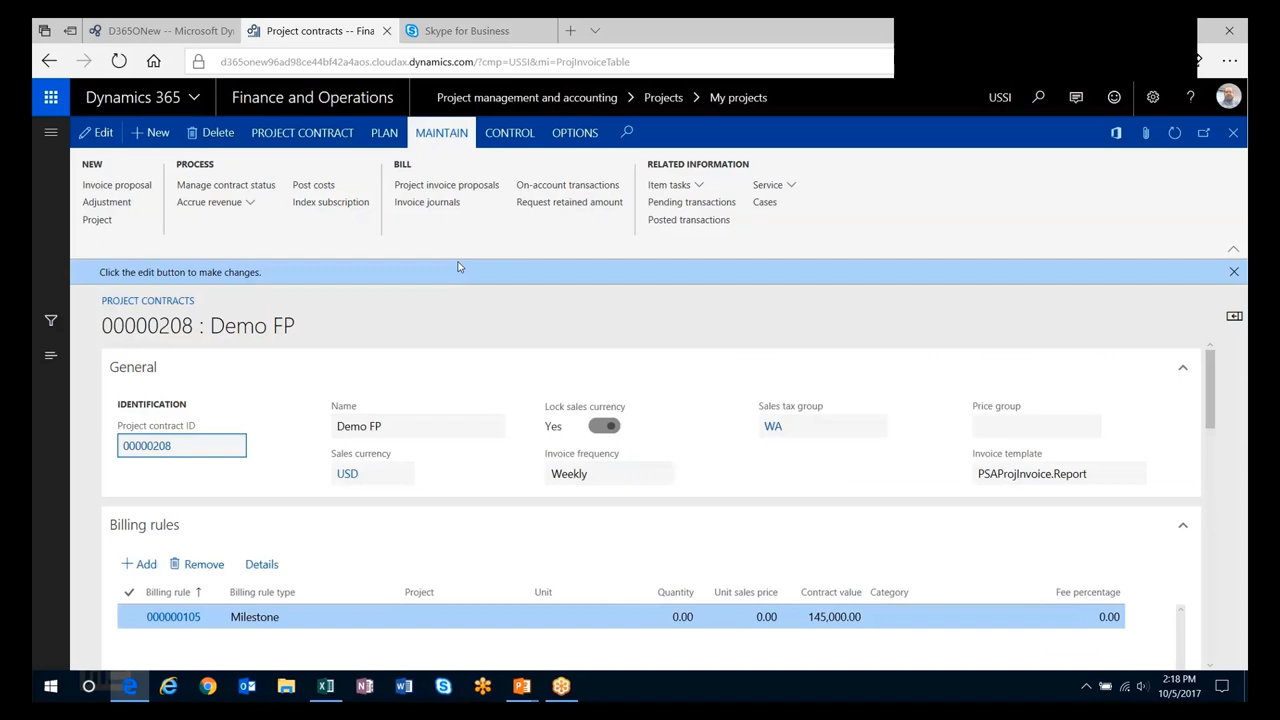 D365ONew -- Microsoft Dy
Project contracts -- Fina
Skype for Business
d365onew96ad98ce44bf42a4aos.cloudax.dynamics.com/?cmp=USSI&mi=ProjInvoiceTable
Dynamics 365
Finance and Operations
Project management and accounting > Projects > My projects
USSI
Edit
New
Delete
PROJECT CONTRACT
PLAN
MAINTAIN
CONTROL
OPTIONS
NEW
Invoice proposal
Adjustment
Project
PROCESS
Manage contract status
Accrue revenue
Post costs
Index subscription
BILL
Project invoice proposals
Invoice journals
On-account transactions
Request retained amount
RELATED INFORMATION
Item tasks
Pending transactions
Posted transactions
Service
Cases
Click the edit button to make changes.
PROJECT CONTRACTS
00000208 : Demo FP
General
IDENTIFICATION
Project contract ID
00000208
Name
Demo FP
Sales currency
USD
Lock sales currency
Yes
Invoice frequency
Weekly
Sales tax group
WA
Price group
Invoice template
PSAProjInvoice.Report
Billing rules
Add
Remove
Details
Billing rule Billing rule type Project Unit Quantity Unit sales price Contract value Category Fee percentage
000000105 Milestone 0.00 0.00 145,000.00 0.00
2:18 PM
10/5/2017